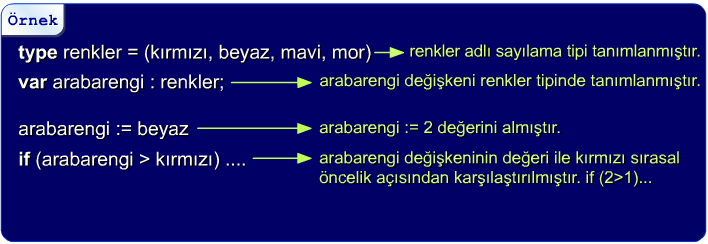 Örnek
type renkler = (kırmızı, beyaz, mavi, mor) renkler adlı sayılama tipi tanımlanmıştır.
var arabarengi : renkler; arabarengi değişkeni renkler tipinde tanımlanmıştır.
arabarengi := beyaz arabarengi := 2 değerini almıştır.
if (arabarengi > kırmızı) .... arabarengi değişkeninin değeri ile kırmızı sırasal
öncelik açısından karşılaştırılmıştır. if (2>1)...